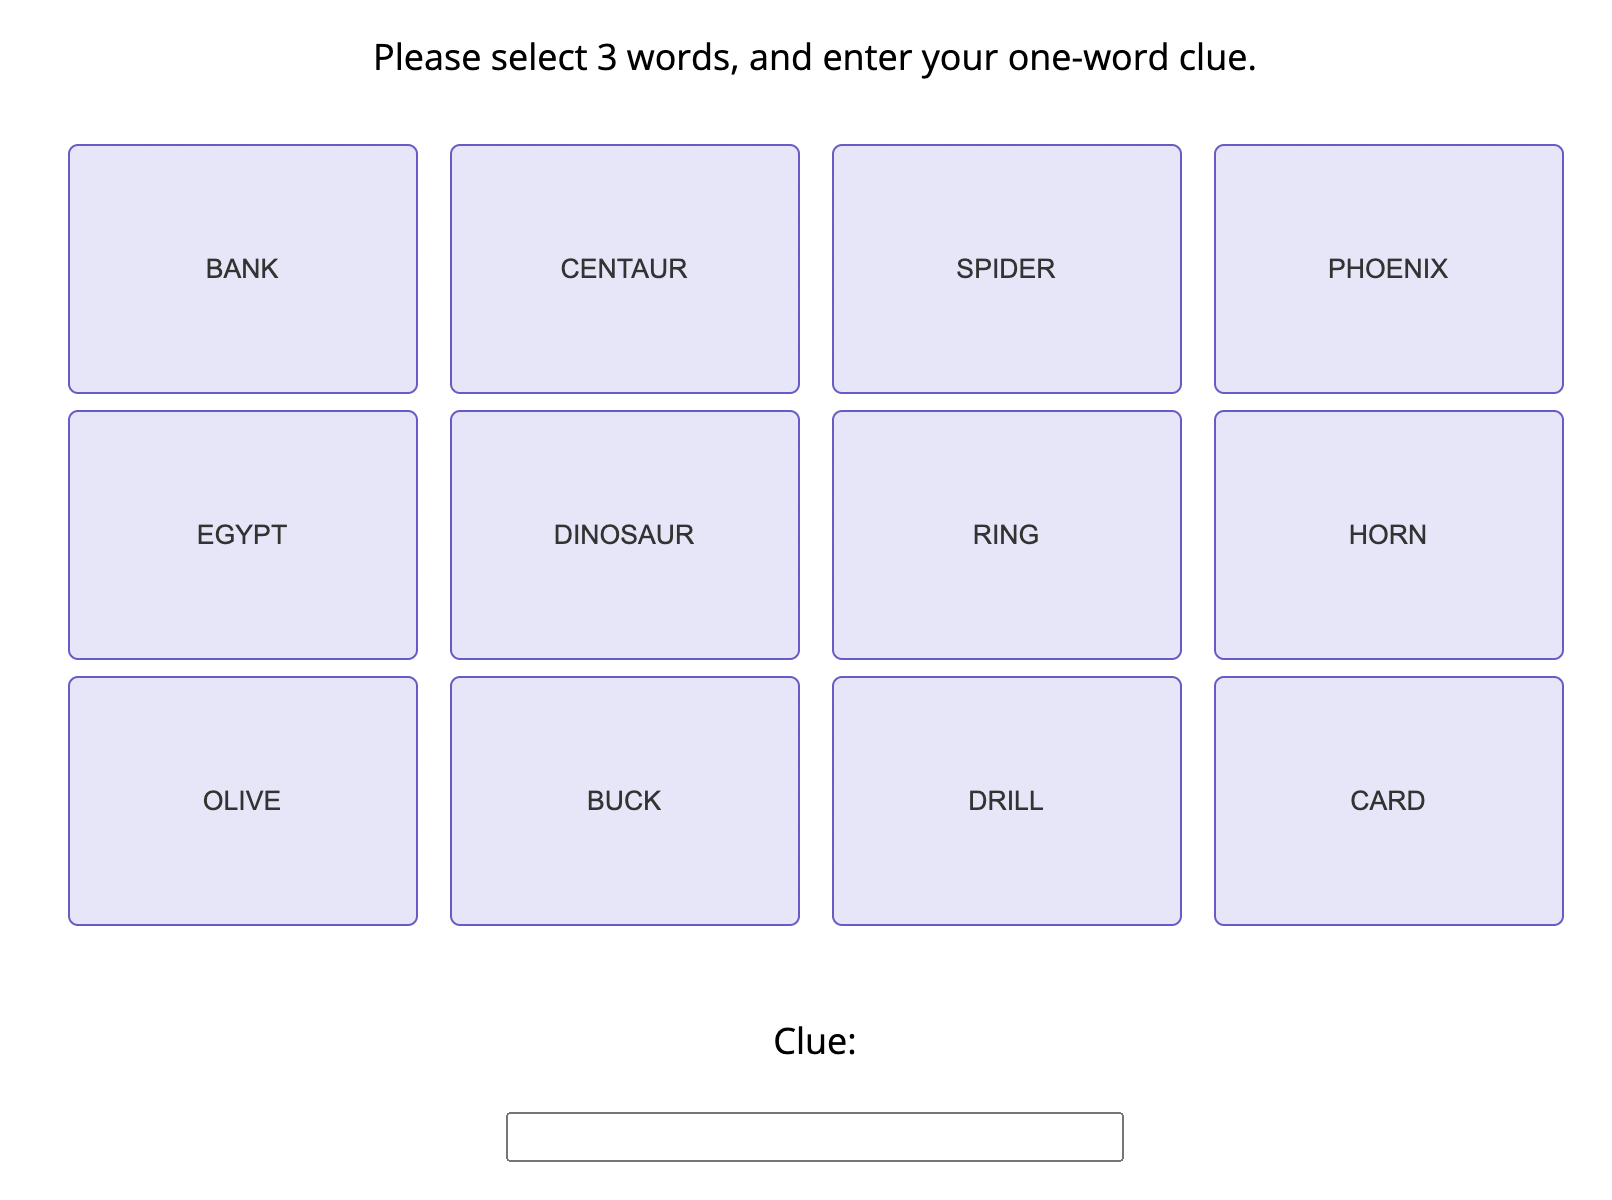 Please select 3 words, and enter your one-word clue.
BANK CENTAUR SPIDER PHOENIX
EGYPT DINOSAUR RING HORN
OLIVE BUCK DRILL CARD
Clue: